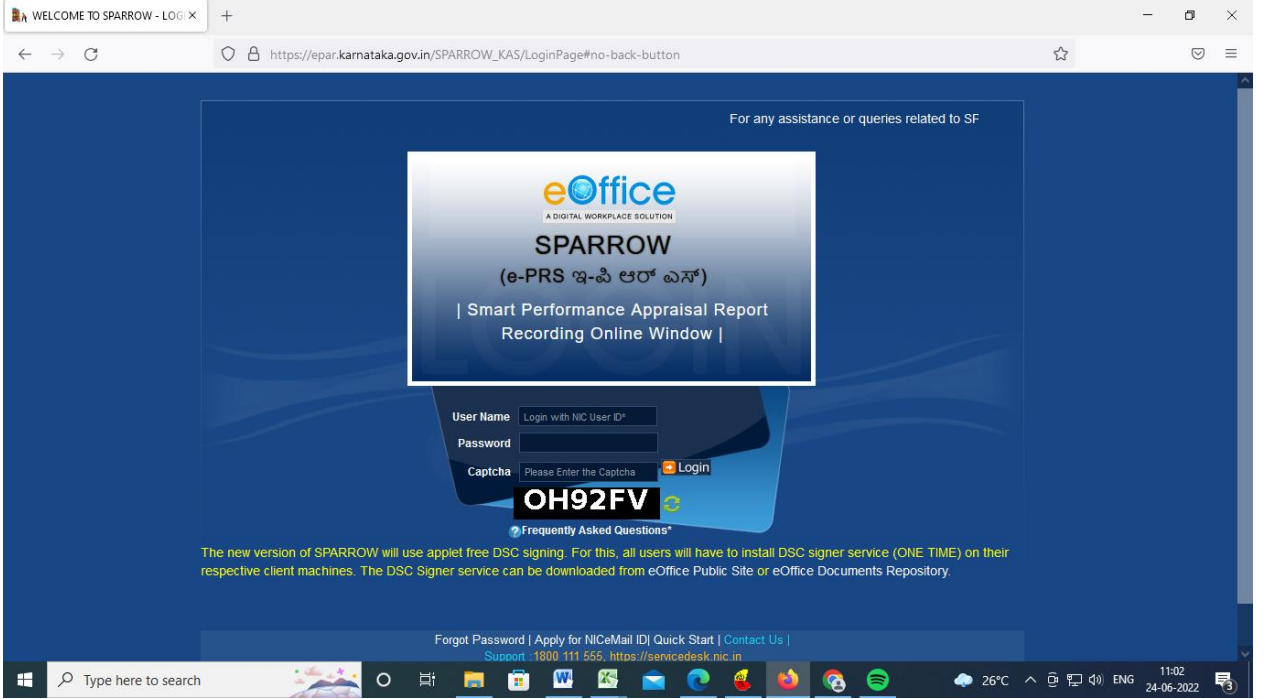 WELCOME TO SPARROW - LOGI
https://epar.karnataka.gov.in/SPARROW_KAS/LoginPage#no-back-button
For any assistance or queries related to SF
eOffice
A DIGITAL WORKPLACE SOLUTION
SPARROW
(e-PRS ಇ-ಪಿ ಆರ್ ಎಸ್)
| Smart Performance Appraisal Report
Recording Online Window |
LOGIN
User Name Login with NIC User ID*
Password
Captcha Please Enter the Captcha Login
OH92FV
Frequently Asked Questions*
The new version of SPARROW will use applet free DSC signing. For this, all users will have to install DSC signer service (ONE TIME) on their
respective client machines. The DSC Signer service can be downloaded from eOffice Public Site or eOffice Documents Repository.
Forgot Password | Apply for NICeMail ID| Quick Start | Contact Us |
Support :1800 111 555, https://servicedesk.nic.in
Type here to search 26°C ENG 11:02
24-06-2022 3